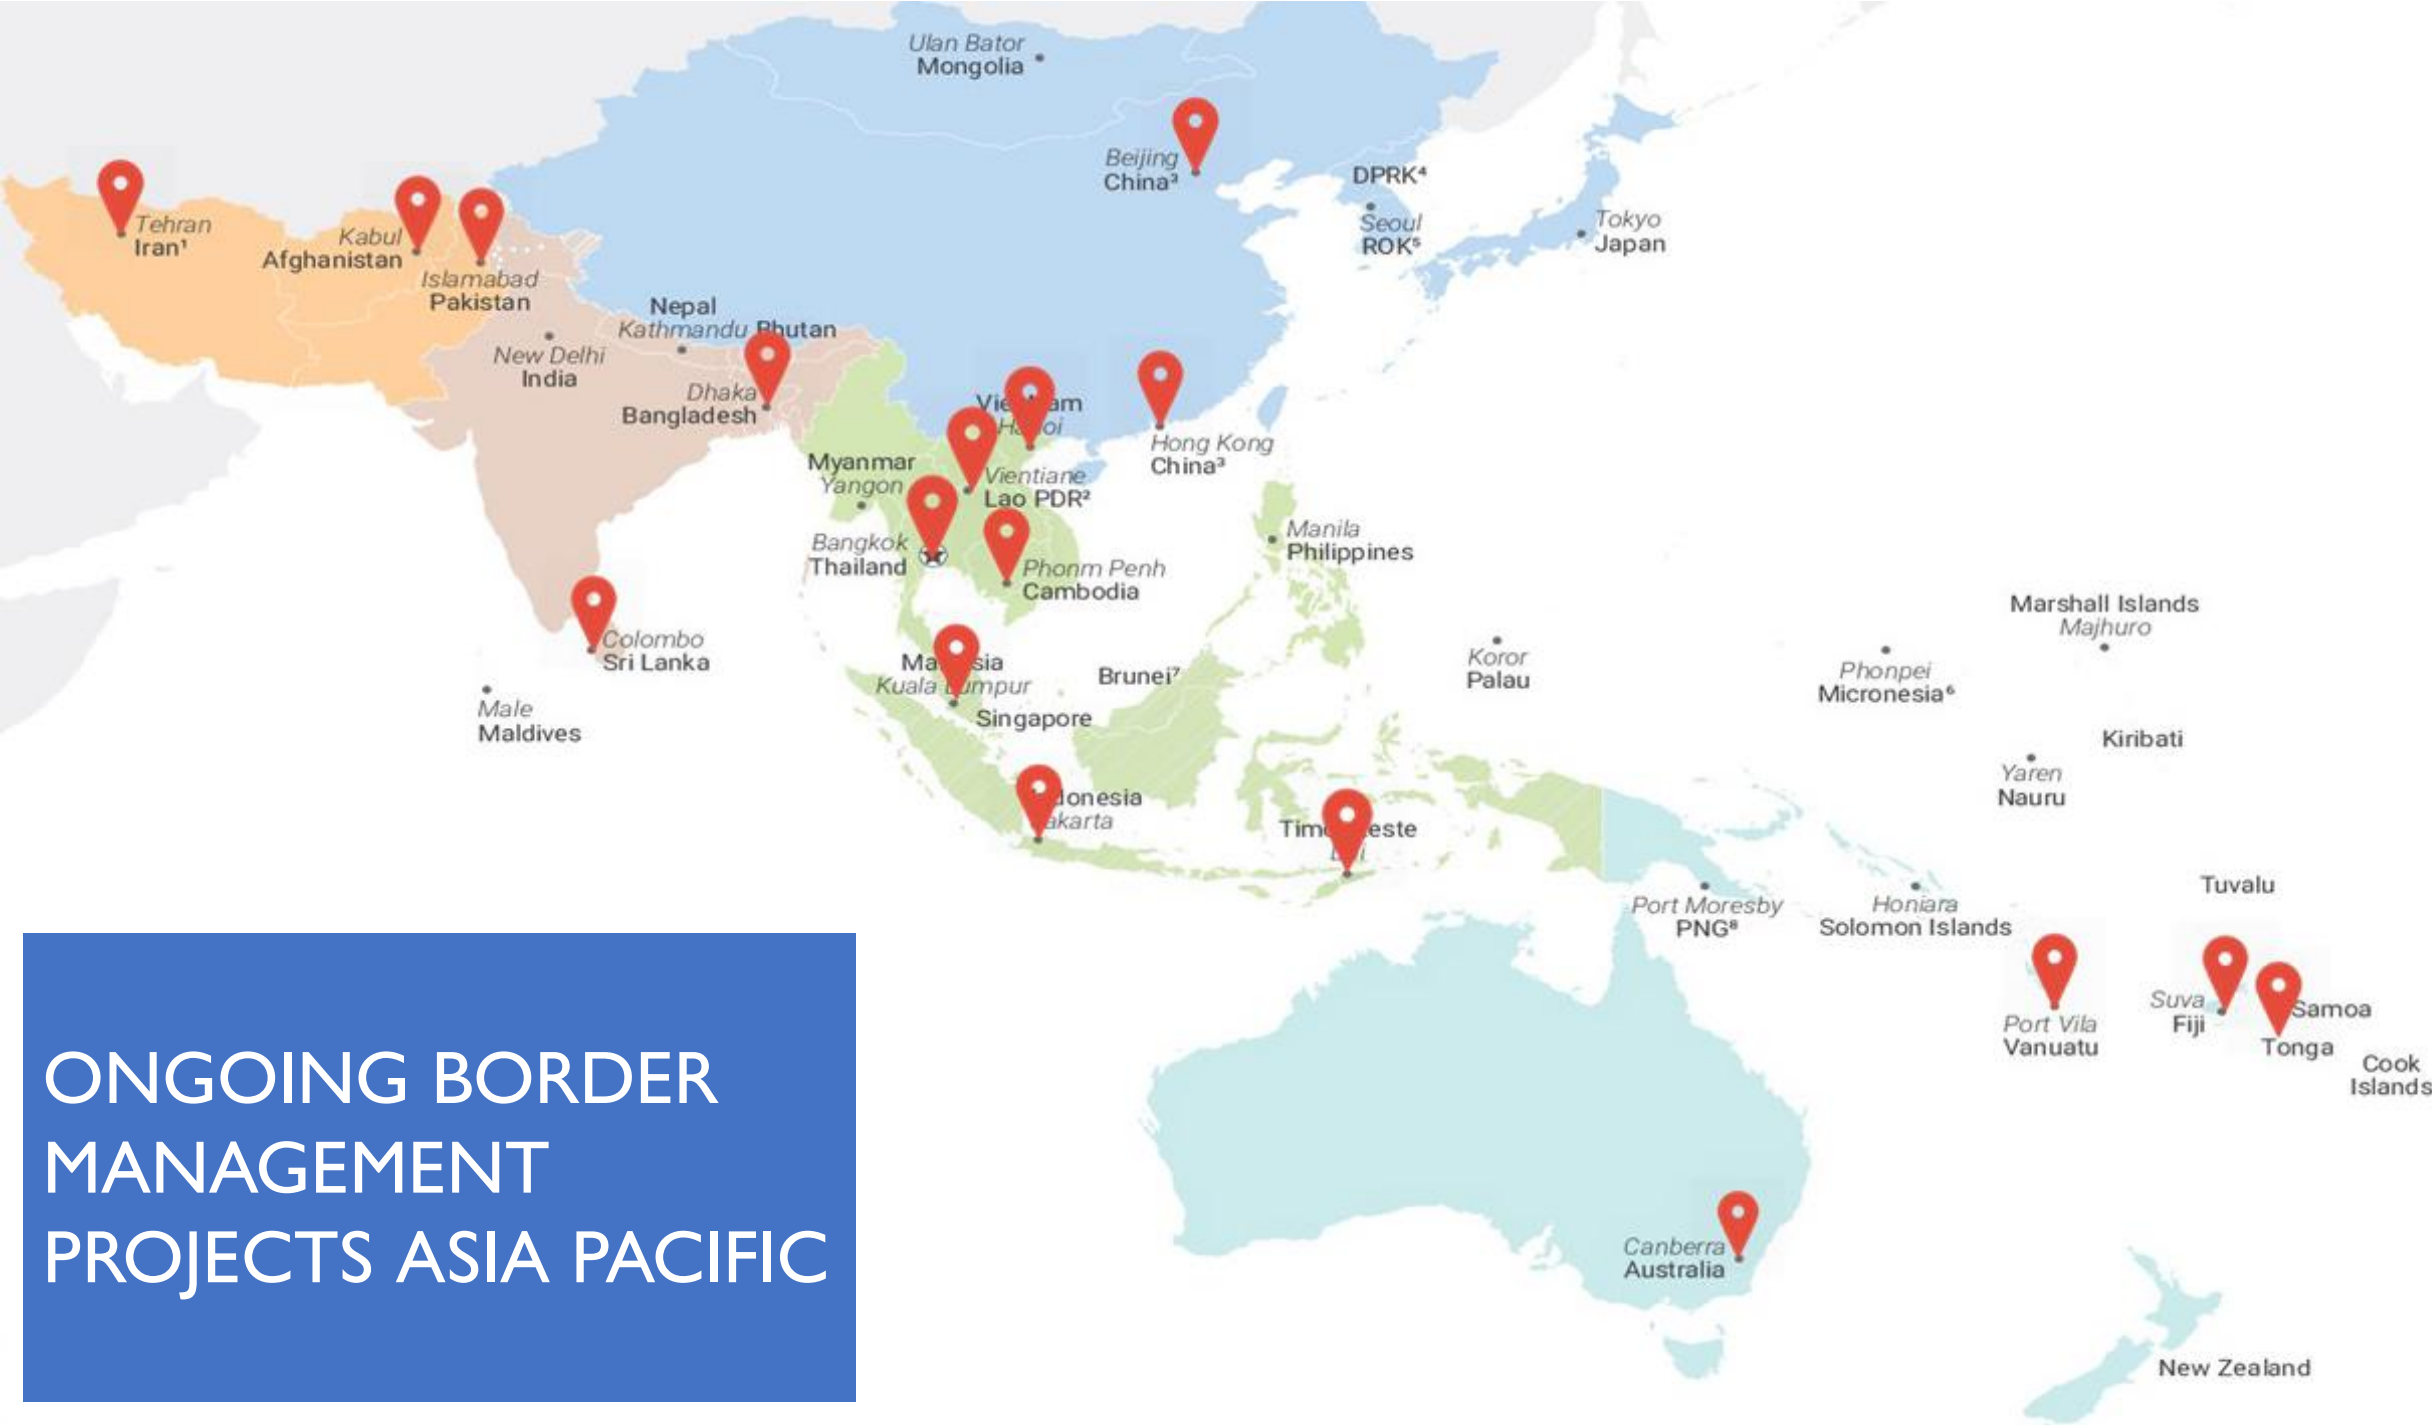 Ulan Bator
Mongolia
Beijing
China³
DPRK⁴
Seoul
ROK⁵
Tokyo
Japan
Tehran
Iran¹
Kabul
Afghanistan
Islamabad
Pakistan
Nepal
Kathmandu
Bhutan
New Delhi
India
Dhaka
Bangladesh
Hong Kong
China³
Myanmar
Yangon
Vientiane
Lao PDR²
Bangkok
Thailand
Phonm Penh
Cambodia
Manila
Philippines
Colombo
Sri Lanka
Male
Maldives
Kuala
Singapore
Brunei⁷
Koror
Palau
Marshall Islands
Majhuro
Phonpei
Micronesia⁶
Kiribati
Yaren
Nauru
Port Moresby
PNG⁸
Honiara
Solomon Islands
Tuvalu
Port Vila
Vanuatu
Suva
Fiji
Samoa
Tonga
Cook
Islands
Canberra
Australia
New Zealand
ONGOING BORDER
MANAGEMENT
PROJECTS ASIA PACIFIC